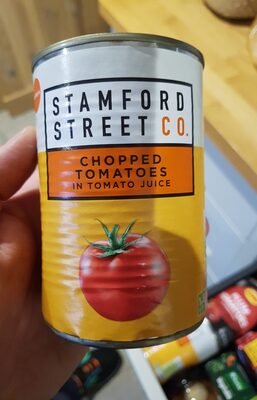 STAMFORD
STREET CO.
CHOPPED
TOMATOES
IN TOMATO JUICE